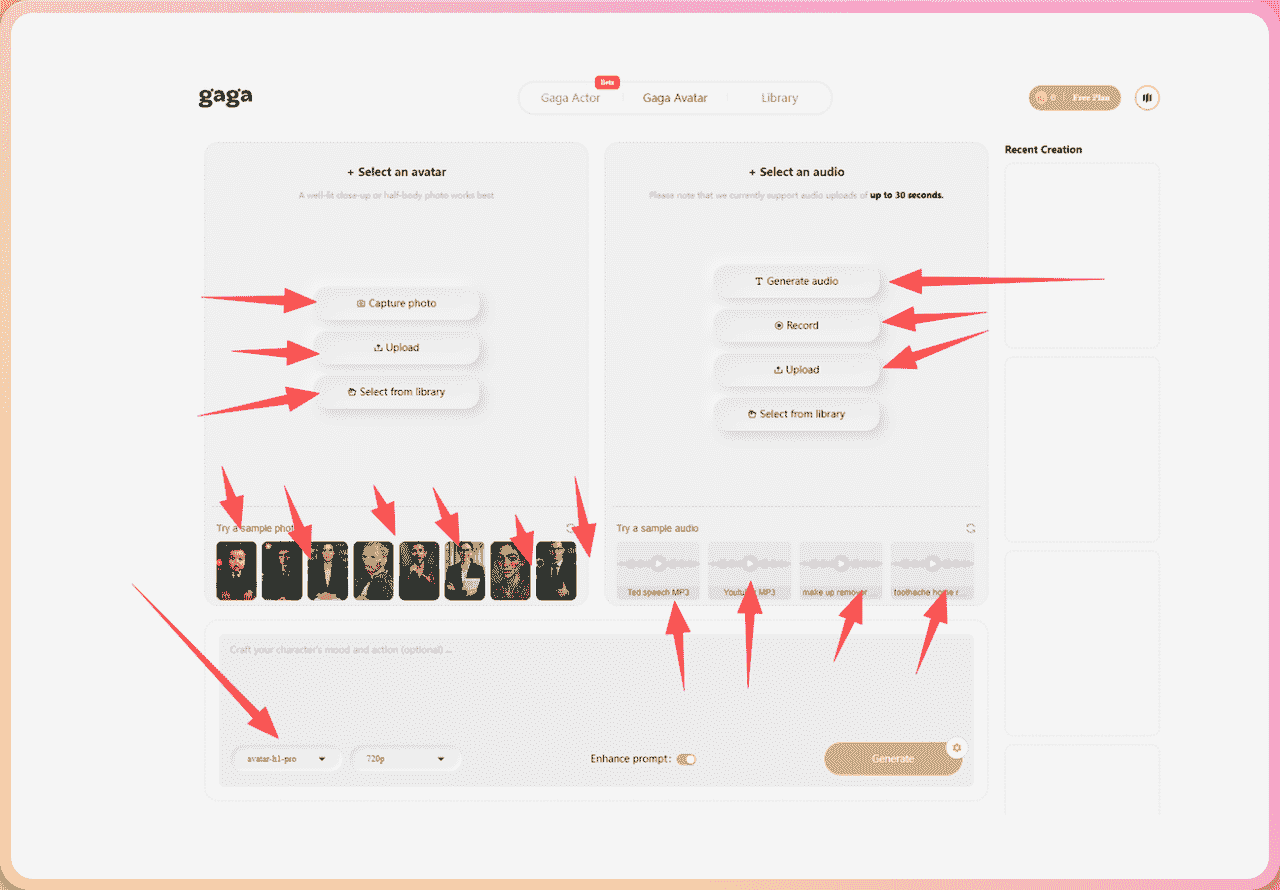 gaga
Beta
Gaga Actor
Gaga Avatar
Library
Free Plan
+ Select an avatar
A well-lit close-up or half-body photo works best
Capture photo
Upload
Select from library
Try a sample photo
+ Select an audio
Please note that we currently support audio uploads of up to 30 seconds.
Generate audio
Record
Upload
Select from library
Try a sample audio
Ted speech MP3
MP3
make up remover
toothache home r
Recent Creation
Craft your character's mood and action (optional) ...
avatar-h1-pro
720p
Enhance prompt:
Generate